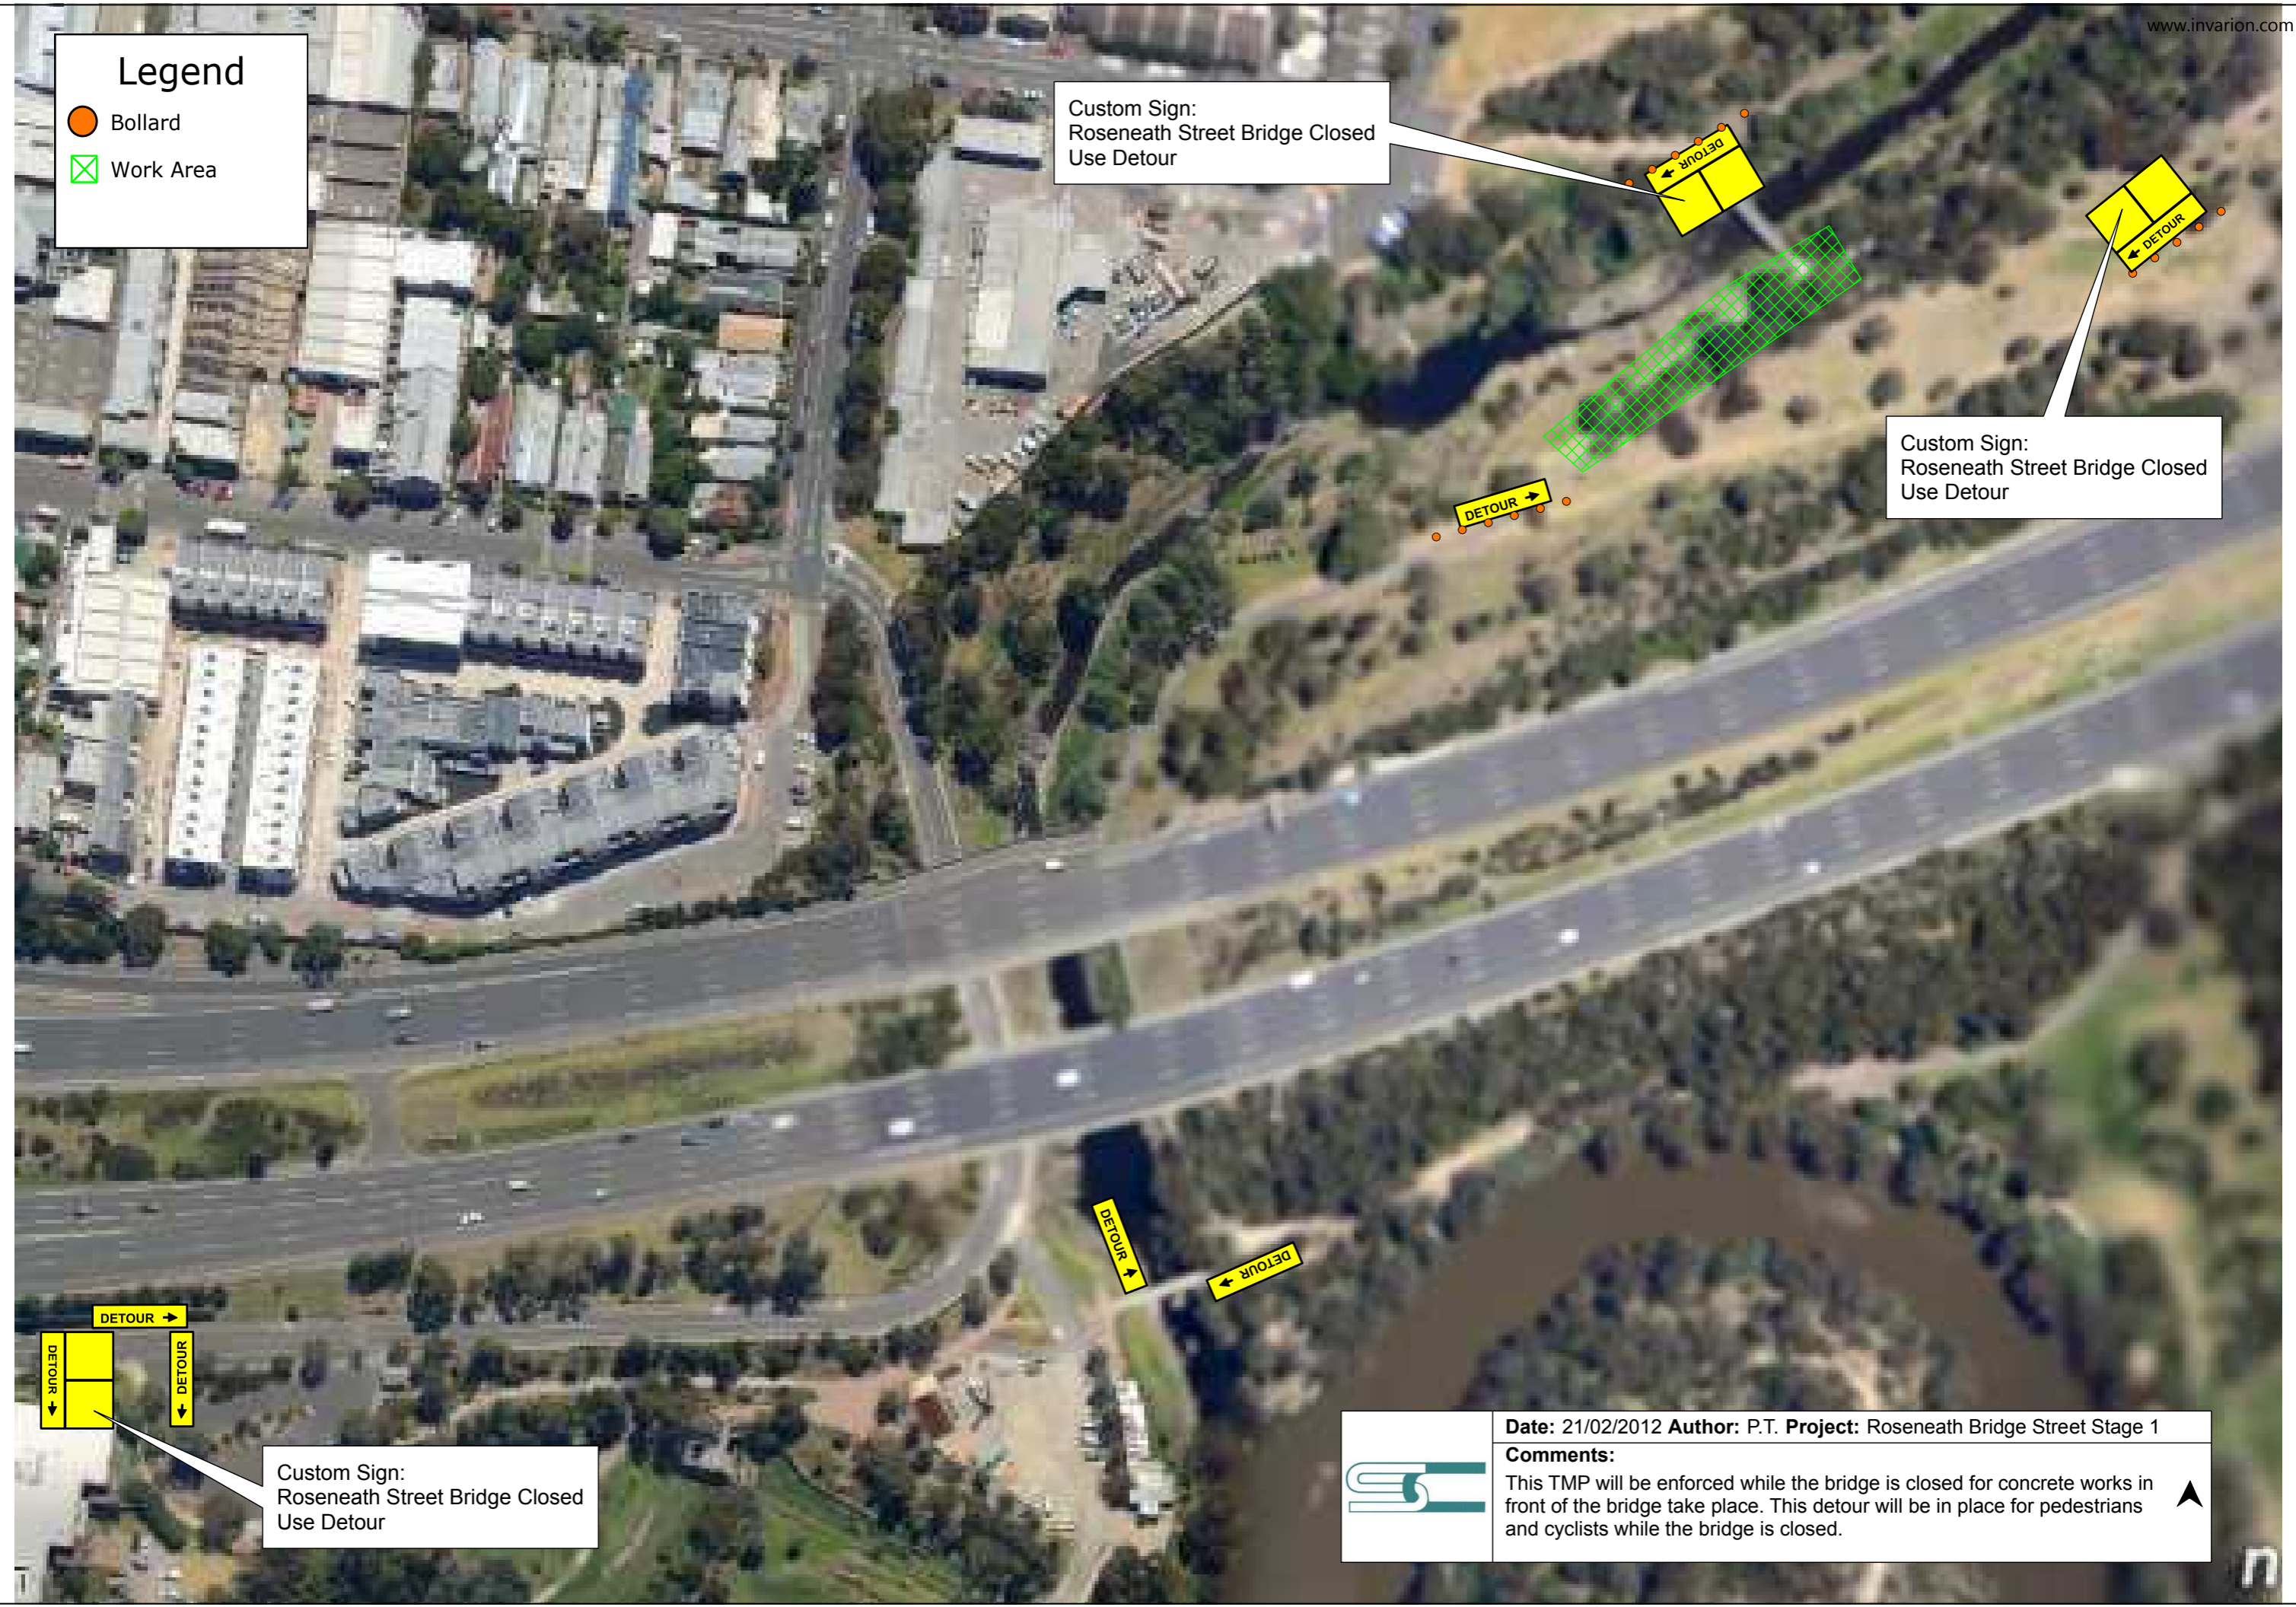 www.invarion.com
Legend
Bollard
Work Area
Custom Sign:
Roseneath Street Bridge Closed
Use Detour
DETOUR
DETOUR
Custom Sign:
Roseneath Street Bridge Closed
Use Detour
DETOUR
DETOUR
DETOUR
DETOUR
DETOUR
DETOUR
Custom Sign:
Roseneath Street Bridge Closed
Use Detour
Date: 21/02/2012 Author: P.T. Project: Roseneath Bridge Street Stage 1
Comments:
This TMP will be enforced while the bridge is closed for concrete works in
front of the bridge take place. This detour will be in place for pedestrians
and cyclists while the bridge is closed.
n